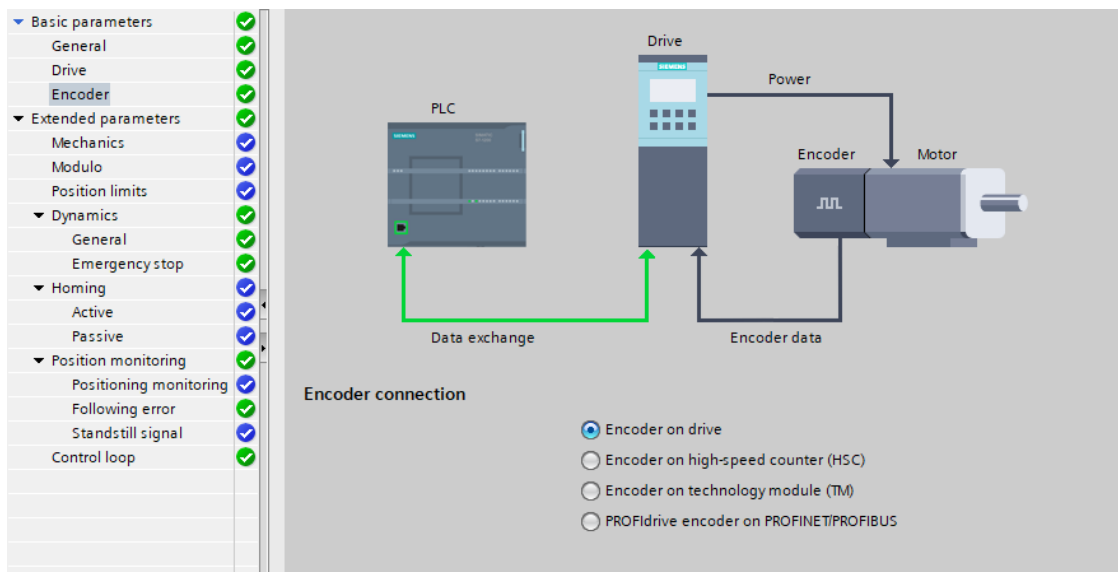 Basic parameters
General
Drive
Encoder
Extended parameters
Mechanics
Modulo
Position limits
Dynamics
General
Emergency stop
Homing
Active
Passive
Position monitoring
Positioning monitoring
Following error
Standstill signal
Control loop
Drive
SIEMENS
Power
PLC
SIEMENS
Encoder
Motor
Data exchange
Encoder data
Encoder connection
Encoder on drive
Encoder on high-speed counter (HSC)
Encoder on technology module (TM)
PROFIdrive encoder on PROFINET/PROFIBUS